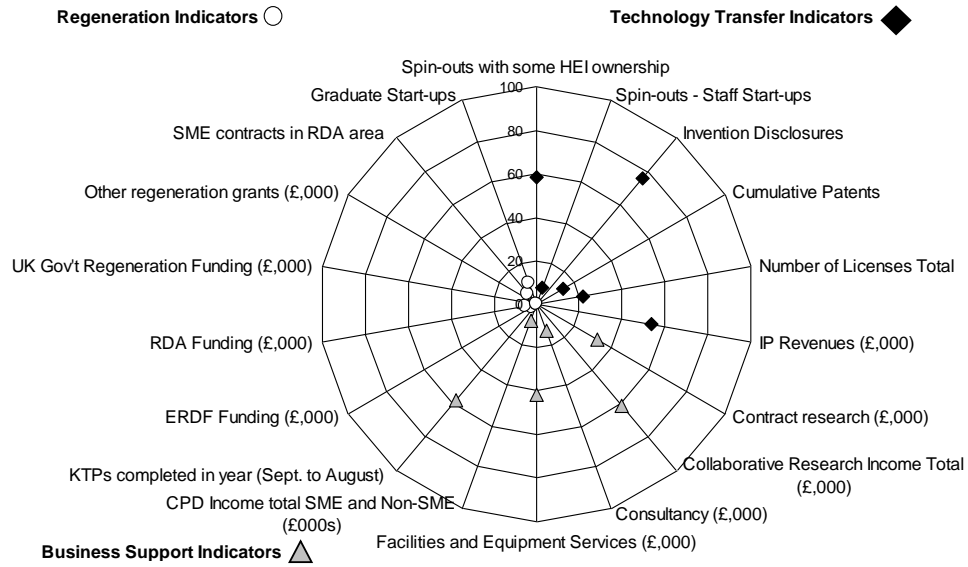 Regeneration Indicators
Technology Transfer Indicators
Spin-outs with some HEI ownership
Graduate Start-ups
Spin-outs - Staff Start-ups
SME contracts in RDA area
Invention Disclosures
Other regeneration grants (£,000)
Cumulative Patents
UK Gov't Regeneration Funding (£,000)
Number of Licenses Total
RDA Funding (£,000)
IP Revenues (£,000)
ERDF Funding (£,000)
Contract research (£,000)
KTPs completed in year (Sept. to August)
Collaborative Research Income Total
(£,000)
CPD Income total SME and Non-SME
(£000s)
Consultancy (£,000)
Facilities and Equipment Services (£,000)
Business Support Indicators
100
80
60
40
20
0